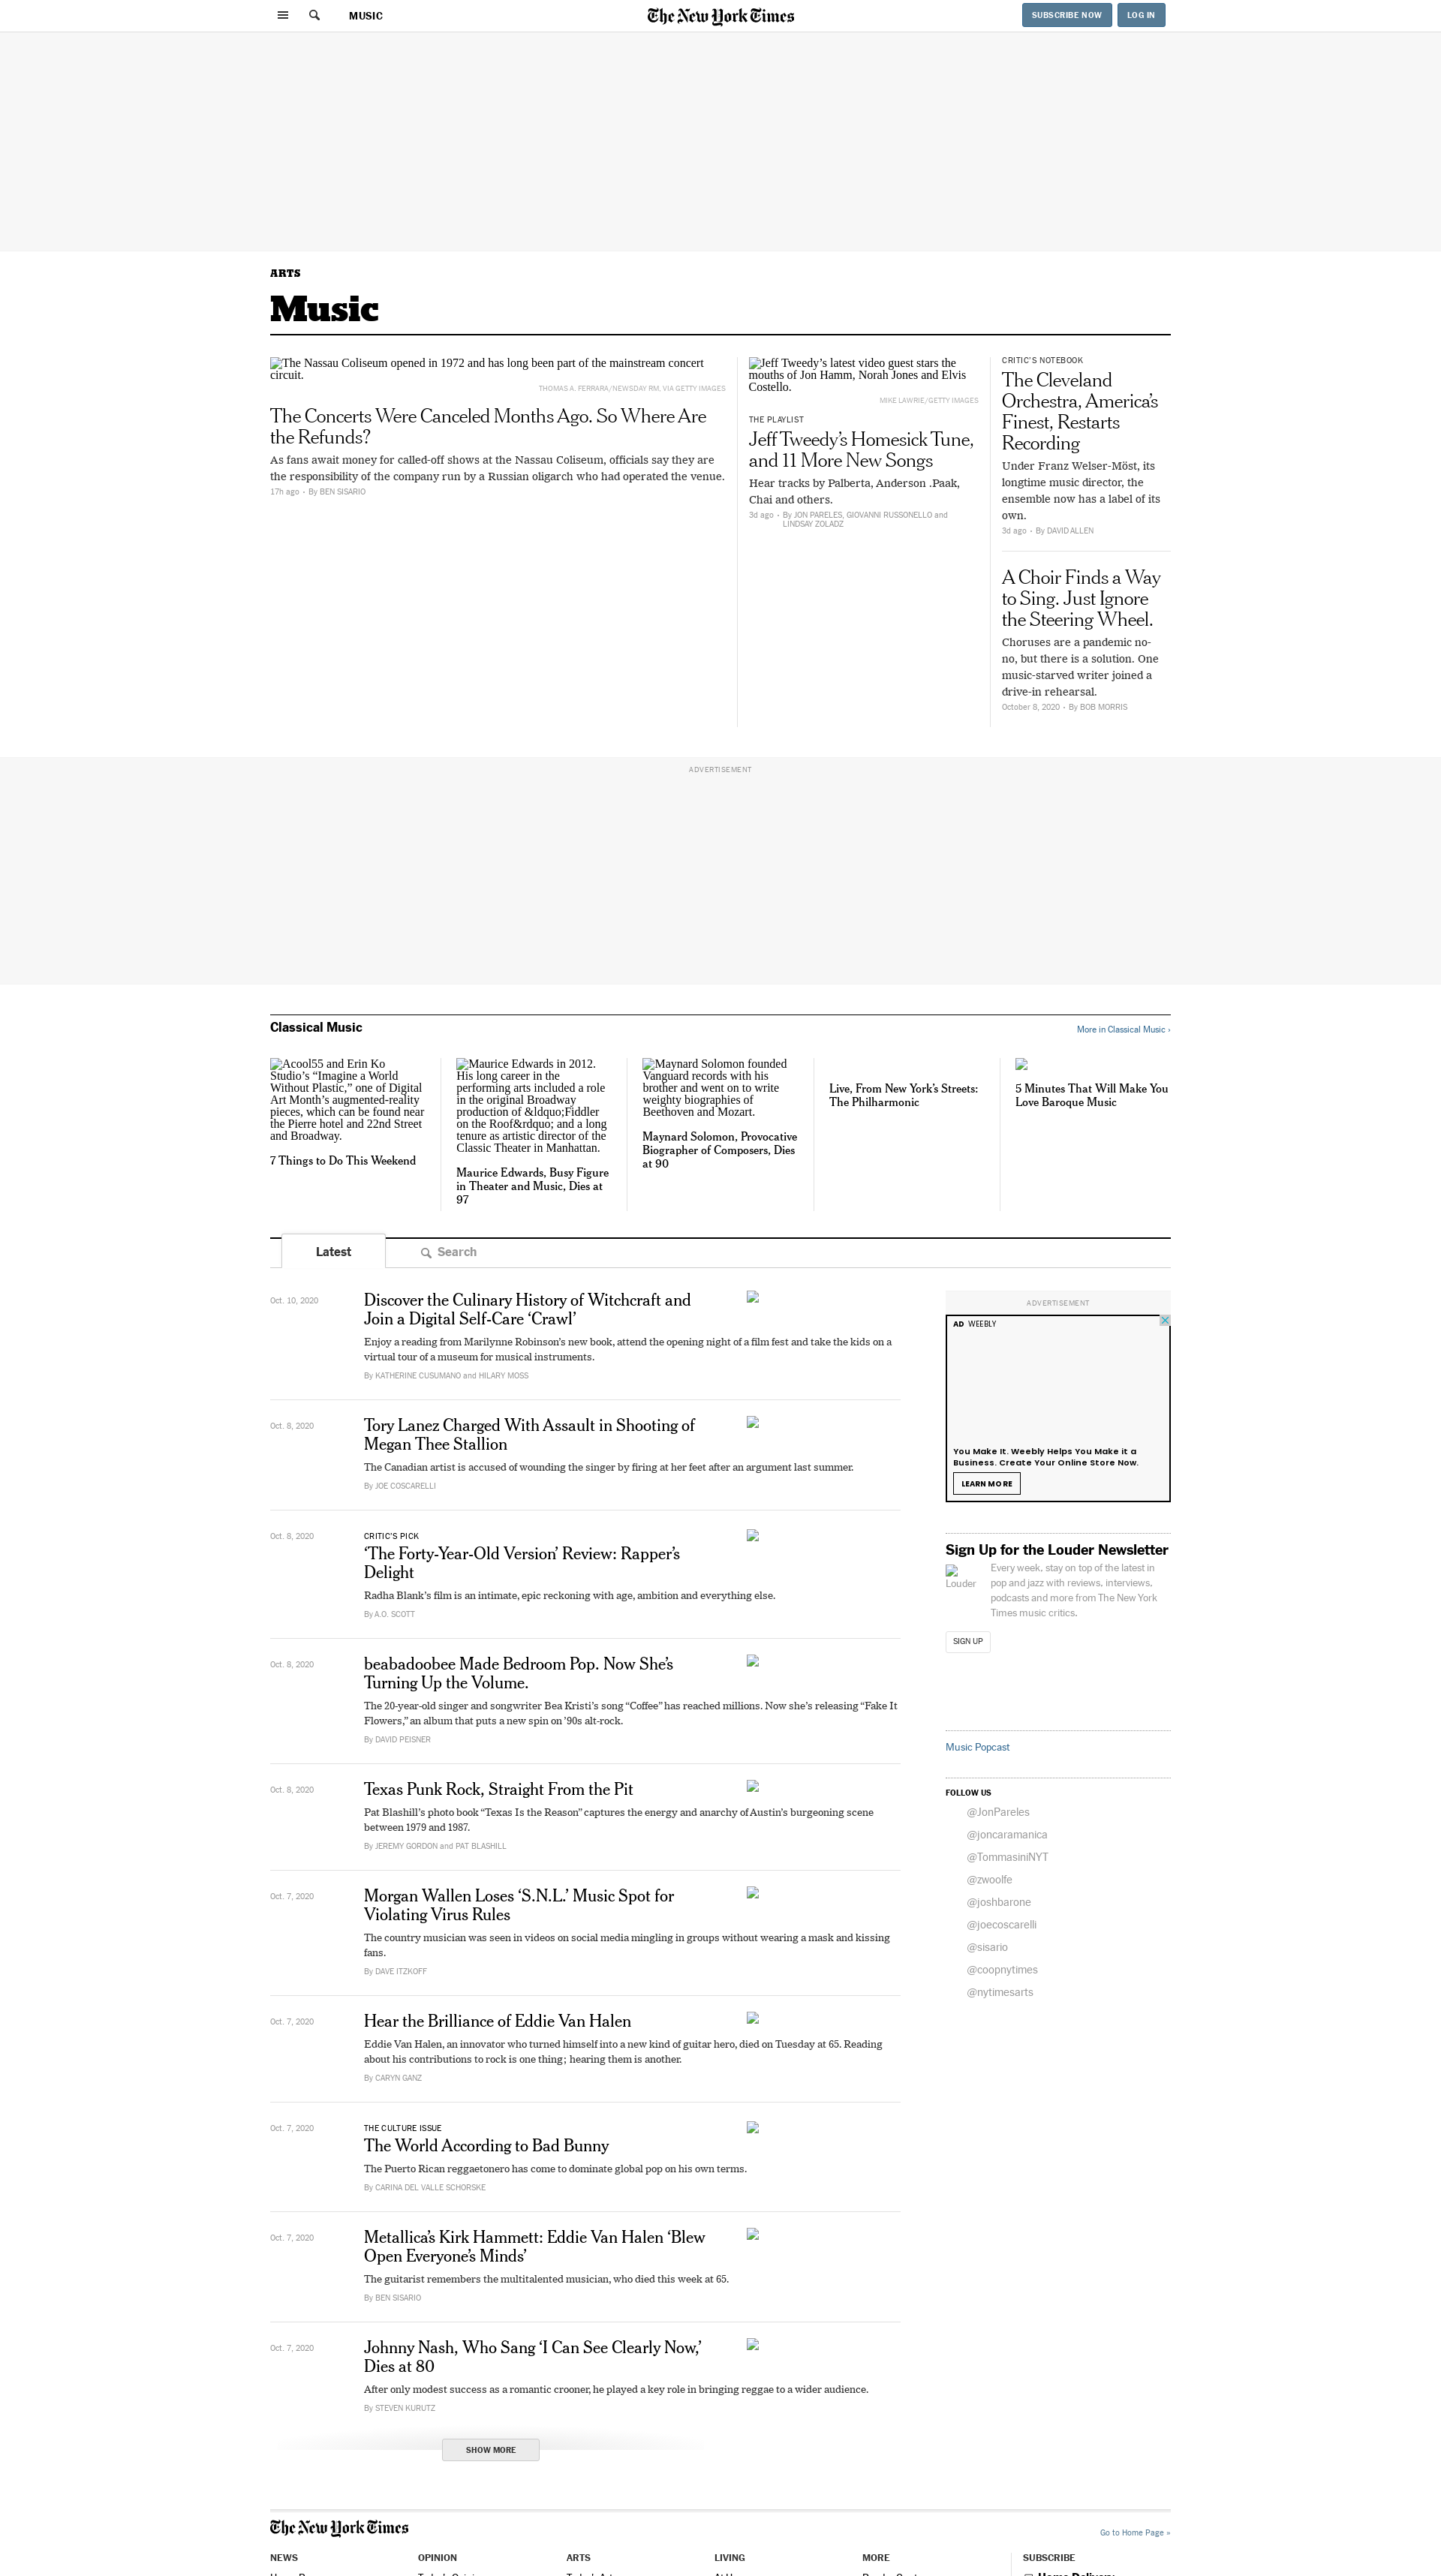 MUSIC
The New York Times
SUBSCRIBE NOW
LOG IN
ARTS
Music
The Nassau Coliseum opened in 1972 and has long been part of the mainstream concert
circuit.
THOMAS A. FERRARA/NEWSDAY RM, VIA GETTY IMAGES
The Concerts Were Canceled Months Ago. So Where Are
the Refunds?
As fans await money for called-off shows at the Nassau Coliseum, officials say they are
the responsibility of the company run by a Russian oligarch who had operated the venue.
17h ago • By BEN SISARIO
Jeff Tweedy’s latest video guest stars the
mouths of Jon Hamm, Norah Jones and Elvis
Costello.
MIKE LAWRIE/GETTY IMAGES
THE PLAYLIST
Jeff Tweedy’s Homesick Tune,
and 11 More New Songs
Hear tracks by Palberta, Anderson .Paak,
Chai and others.
3d ago • By JON PARELES, GIOVANNI RUSSONELLO and
LINDSAY ZOLADZ
CRITIC’S NOTEBOOK
The Cleveland
Orchestra, America’s
Finest, Restarts
Recording
Under Franz Welser-Möst, its
longtime music director, the
ensemble now has a label of its
own.
3d ago • By DAVID ALLEN
A Choir Finds a Way
to Sing. Just Ignore
the Steering Wheel.
Choruses are a pandemic no-
no, but there is a solution. One
music-starved writer joined a
drive-in rehearsal.
October 8, 2020 • By BOB MORRIS
ADVERTISEMENT
Classical Music
More in Classical Music ›
Acool55 and Erin Ko
Studio’s “Imagine a World
Without Plastic,” one of Digital
Art Month’s augmented-reality
pieces, which can be found near
the Pierre hotel and 22nd Street
and Broadway.
7 Things to Do This Weekend
Maurice Edwards in 2012.
His long career in the
performing arts included a role
in the original Broadway
production of &ldquo;Fiddler
on the Roof&rdquo; and a long
tenure as artistic director of the
Classic Theater in Manhattan.
Maurice Edwards, Busy Figure
in Theater and Music, Dies at
97
Maynard Solomon founded
Vanguard records with his
brother and went on to write
weighty biographies of
Beethoven and Mozart.
Maynard Solomon, Provocative
Biographer of Composers, Dies
at 90
Live, From New York’s Streets:
The Philharmonic
5 Minutes That Will Make You
Love Baroque Music
Latest
Search
Oct. 10, 2020
Discover the Culinary History of Witchcraft and
Join a Digital Self-Care ‘Crawl’
Enjoy a reading from Marilynne Robinson’s new book, attend the opening night of a film fest and take the kids on a
virtual tour of a museum for musical instruments.
By KATHERINE CUSUMANO and HILARY MOSS
Oct. 8, 2020
Tory Lanez Charged With Assault in Shooting of
Megan Thee Stallion
The Canadian artist is accused of wounding the singer by firing at her feet after an argument last summer.
By JOE COSCARELLI
Oct. 8, 2020
CRITIC’S PICK
‘The Forty-Year-Old Version’ Review: Rapper’s
Delight
Radha Blank’s film is an intimate, epic reckoning with age, ambition and everything else.
By A.O. SCOTT
Oct. 8, 2020
beabadoobee Made Bedroom Pop. Now She’s
Turning Up the Volume.
The 20-year-old singer and songwriter Bea Kristi’s song “Coffee” has reached millions. Now she’s releasing “Fake It
Flowers,” an album that puts a new spin on ’90s alt-rock.
By DAVID PEISNER
Oct. 8, 2020
Texas Punk Rock, Straight From the Pit
Pat Blashill’s photo book “Texas Is the Reason” captures the energy and anarchy of Austin’s burgeoning scene
between 1979 and 1987.
By JEREMY GORDON and PAT BLASHILL
Oct. 7, 2020
Morgan Wallen Loses ‘S.N.L.’ Music Spot for
Violating Virus Rules
The country musician was seen in videos on social media mingling in groups without wearing a mask and kissing
fans.
By DAVE ITZKOFF
Oct. 7, 2020
Hear the Brilliance of Eddie Van Halen
Eddie Van Halen, an innovator who turned himself into a new kind of guitar hero, died on Tuesday at 65. Reading
about his contributions to rock is one thing; hearing them is another.
By CARYN GANZ
Oct. 7, 2020
THE CULTURE ISSUE
The World According to Bad Bunny
The Puerto Rican reggaetonero has come to dominate global pop on his own terms.
By CARINA DEL VALLE SCHORSKE
Oct. 7, 2020
Metallica’s Kirk Hammett: Eddie Van Halen ‘Blew
Open Everyone’s Minds’
The guitarist remembers the multitalented musician, who died this week at 65.
By BEN SISARIO
Oct. 7, 2020
Johnny Nash, Who Sang ‘I Can See Clearly Now,’
Dies at 80
After only modest success as a romantic crooner, he played a key role in bringing reggae to a wider audience.
By STEVEN KURUTZ
SHOW MORE
ADVERTISEMENT
AD WEEBLY
You Make It. Weebly Helps You Make it a
Business. Create Your Online Store Now.
LEARN MORE
Sign Up for the Louder Newsletter
Louder
Every week, stay on top of the latest in
pop and jazz with reviews, interviews,
podcasts and more from The New York
Times music critics.
SIGN UP
Music Popcast
FOLLOW US
@JonPareles
@joncaramanica
@TommasiniNYT
@zwoolfe
@joshbarone
@joecoscarelli
@sisario
@coopnytimes
@nytimesarts
The New York Times
Go to Home Page »
NEWS
OPINION
ARTS
LIVING
MORE
SUBSCRIBE